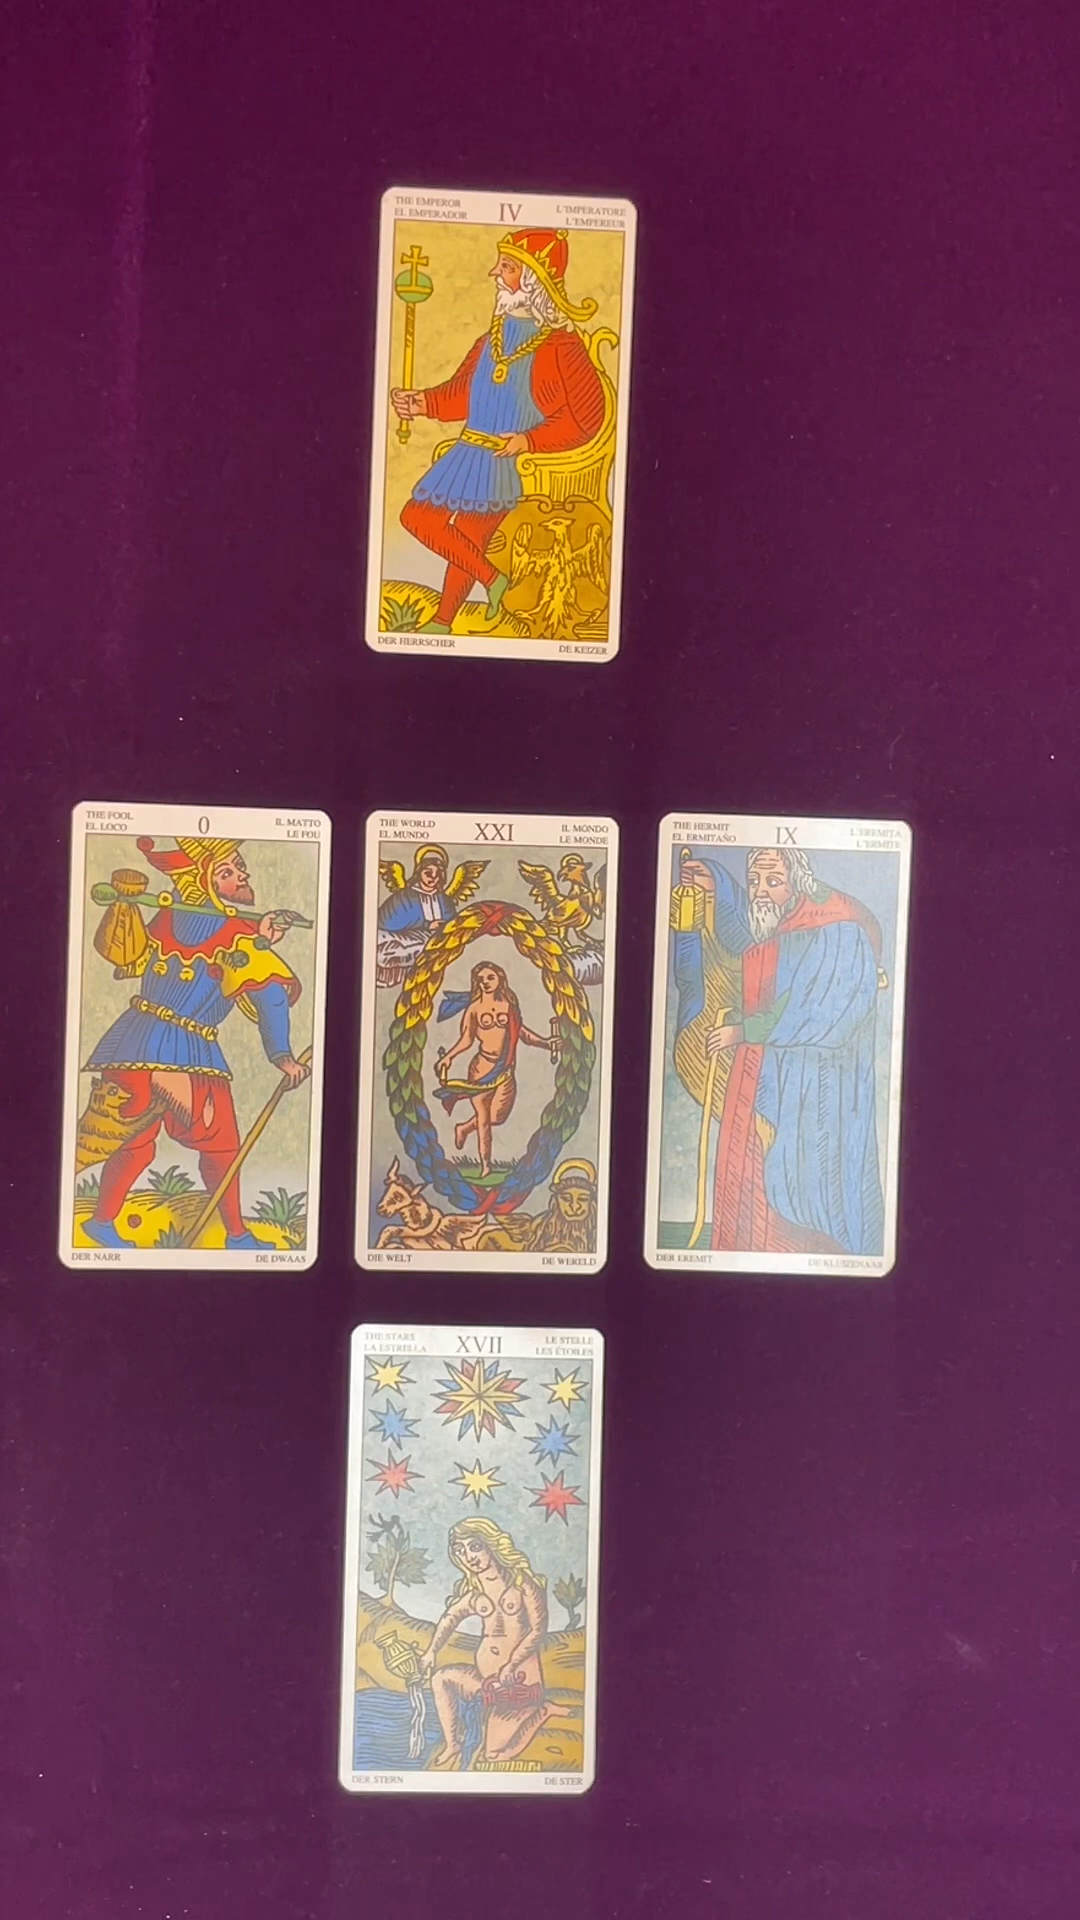 THE EMPEROR
EL EMPERADOR
IV
L'IMPERATORE
L'EMPEREUR
DER HERRSCHER
DE KEIZER
THE FOOL
EL LOCO
0
IL MATTO
LE FOU
DER NARR
DE DWAAS
THE WORLD
EL MUNDO
XXI
IL MONDO
LE MONDE
DIE WELT
DE WERELD
THE HERMIT
EL ERMITAÑO
IX
L'EREMITA
L'ERMITE
DER EREMIT
DE KLUIZENAAR
THE STARS
LA ESTRELLA
XVII
LE STELLE
LES ÉTOILES
DER STERN
DE STER